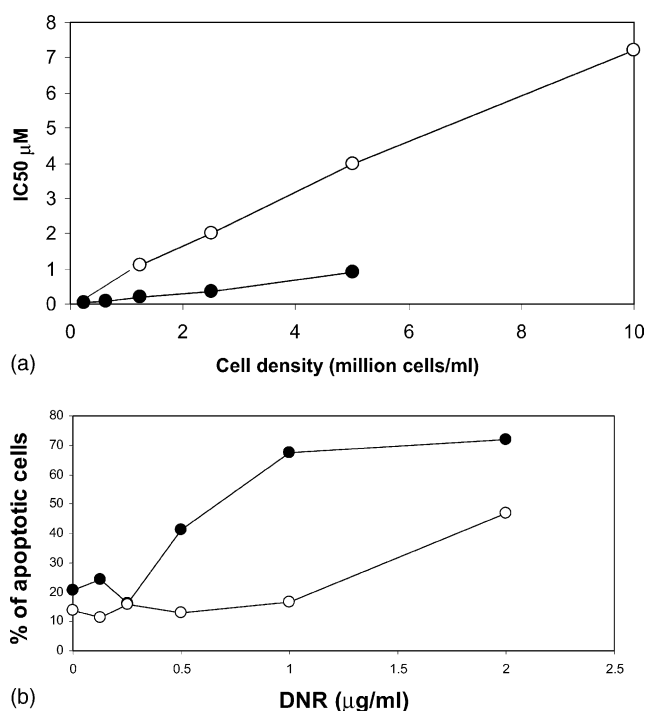 8
7
6
5
4
3
2
1
0
IC50 μM
0 2 4 6 8 10
Cell density (million cells/ml)
(a)
80
70
60
50
40
30
20
10
0
% of apoptotic cells
0 0.5 1 1.5 2 2.5
DNR (μg/ml)
(b)